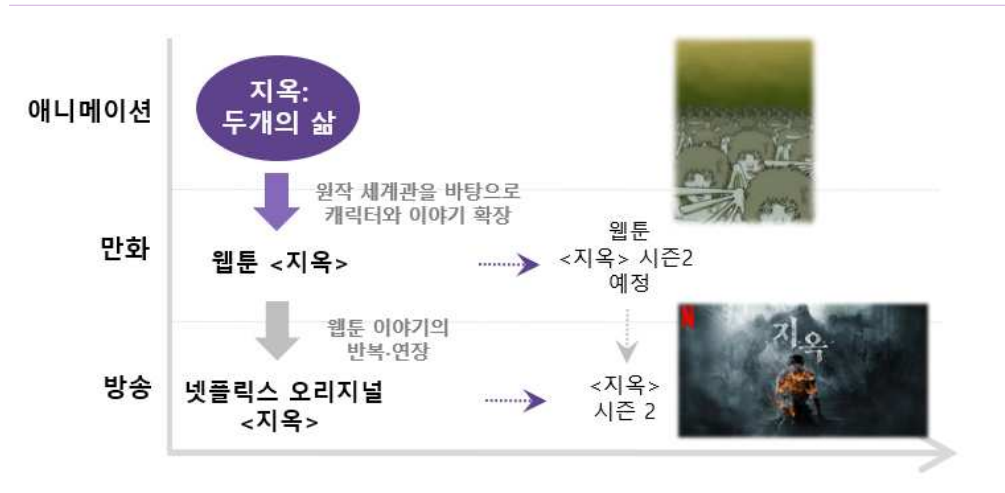 애니메이션
지옥:
두개의 삶
원작 세계관을 바탕으로
캐릭터와 이야기 확장
만화
웹툰 <지옥>
웹툰
<지옥> 시즌2
예정
웹툰 이야기의
반복·연장
방송
넷플릭스 오리지널
<지옥>
<지옥>
시즌 2
N
지옥